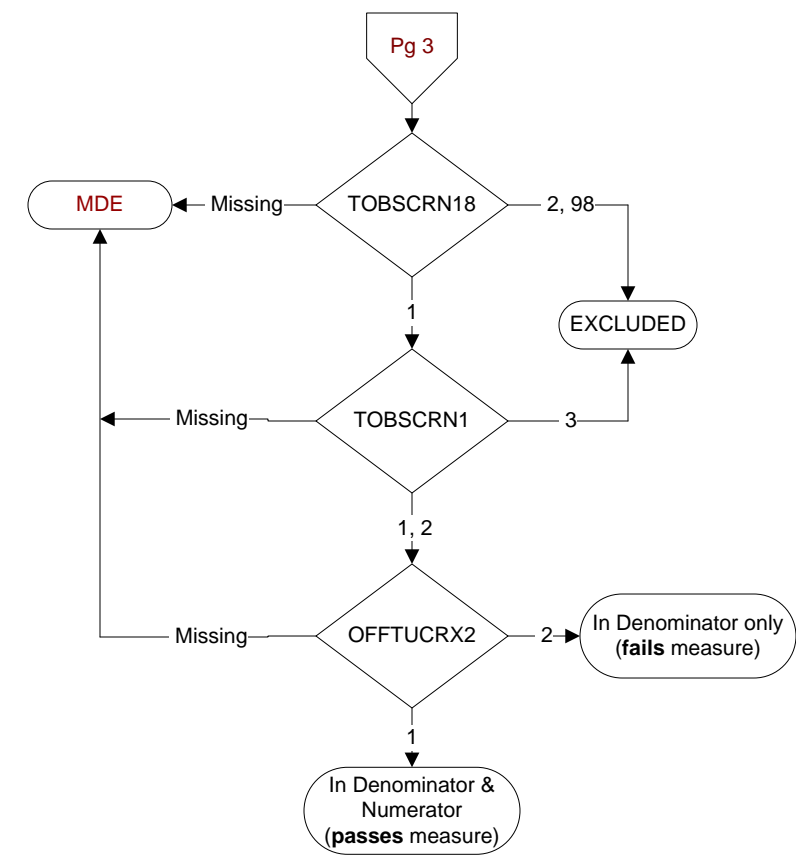 Pg 3
TOBSCRN18
MDE
Missing
2, 98
1
EXCLUDED
TOBSCRN1
Missing
3
1, 2
OFFTUCRX2
Missing
2
In Denominator only
(fails measure)
1
In Denominator &
Numerator
(passes measure)